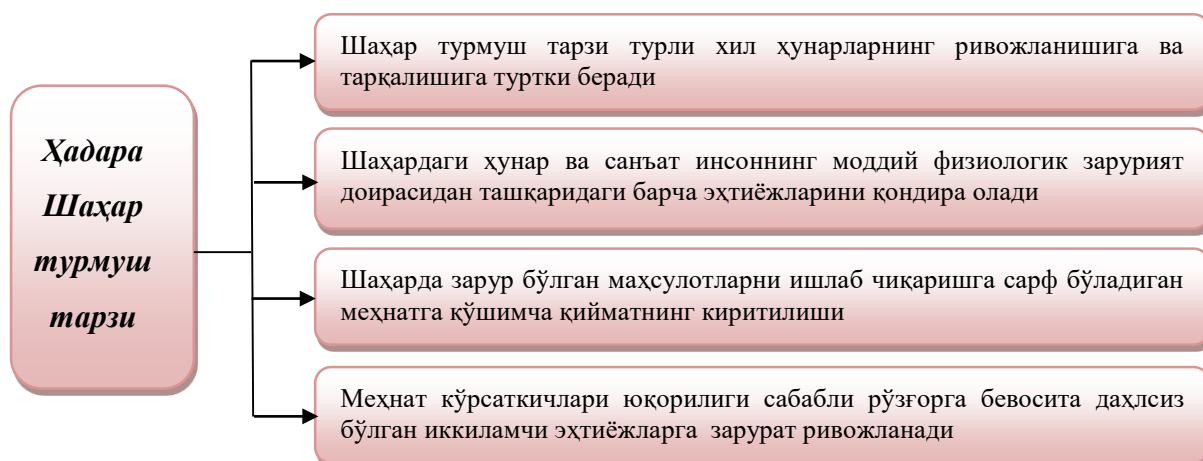 Ҳадара
Шаҳар
турмуш
тарзи
Шаҳар турмуш тарзи турли хил ҳунарларнинг ривожланишига ва
тарқалишига туртки беради
Шаҳардаги ҳунар ва санъат инсоннинг моддий физиологик зарурият
доирасидан ташқаридаги барча эҳтиёжларини қондира олади
Шаҳарда зарур бўлган маҳсулотларни ишлаб чиқаришга сарф бўладиган
меҳнатга қўшимча қийматнинг киритилиши
Меҳнат кўрсаткичлари юқорилиги сабабли рўзғорга бевосита даҳлсиз
бўлган иккиламчи эҳтиёжларга зарурат ривожланади